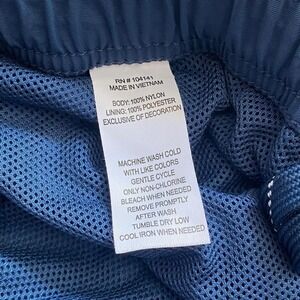 RN # 104141
MADE IN VIETNAM
BODY: 100% NYLON
LINING: 100% POLYESTER
EXCLUSIVE OF DECORATION
MACHINE WASH COLD
WITH LIKE COLORS
GENTLE CYCLE
ONLY NON-CHLORINE
BLEACH WHEN NEEDED
REMOVE PROMPTLY
AFTER WASH
TUMBLE DRY LOW
COOL IRON WHEN NEEDED